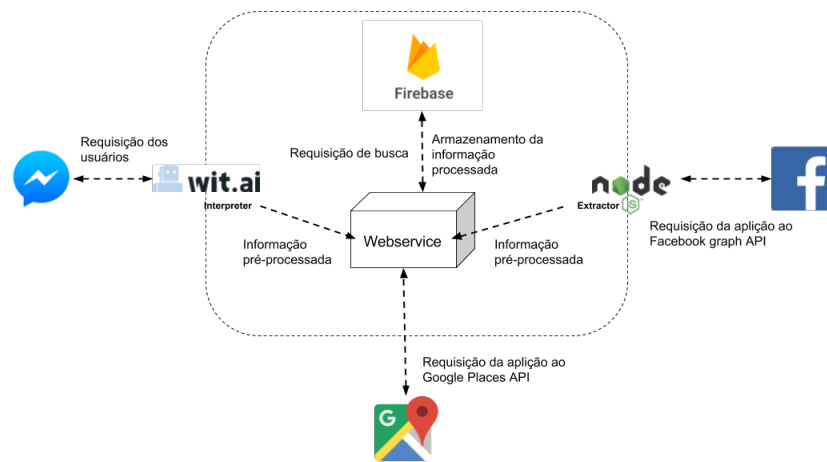 Firebase
Requisição dos
usuários
Requisição de busca
Armazenamento da
informação
processada
wit.ai
Interpreter
node
JS
Extractor
Webservice
Informação
pré-processada
Informação
pré-processada
Requisição da aplição ao
Facebook graph API
Requisição da aplição ao
Google Places API
G